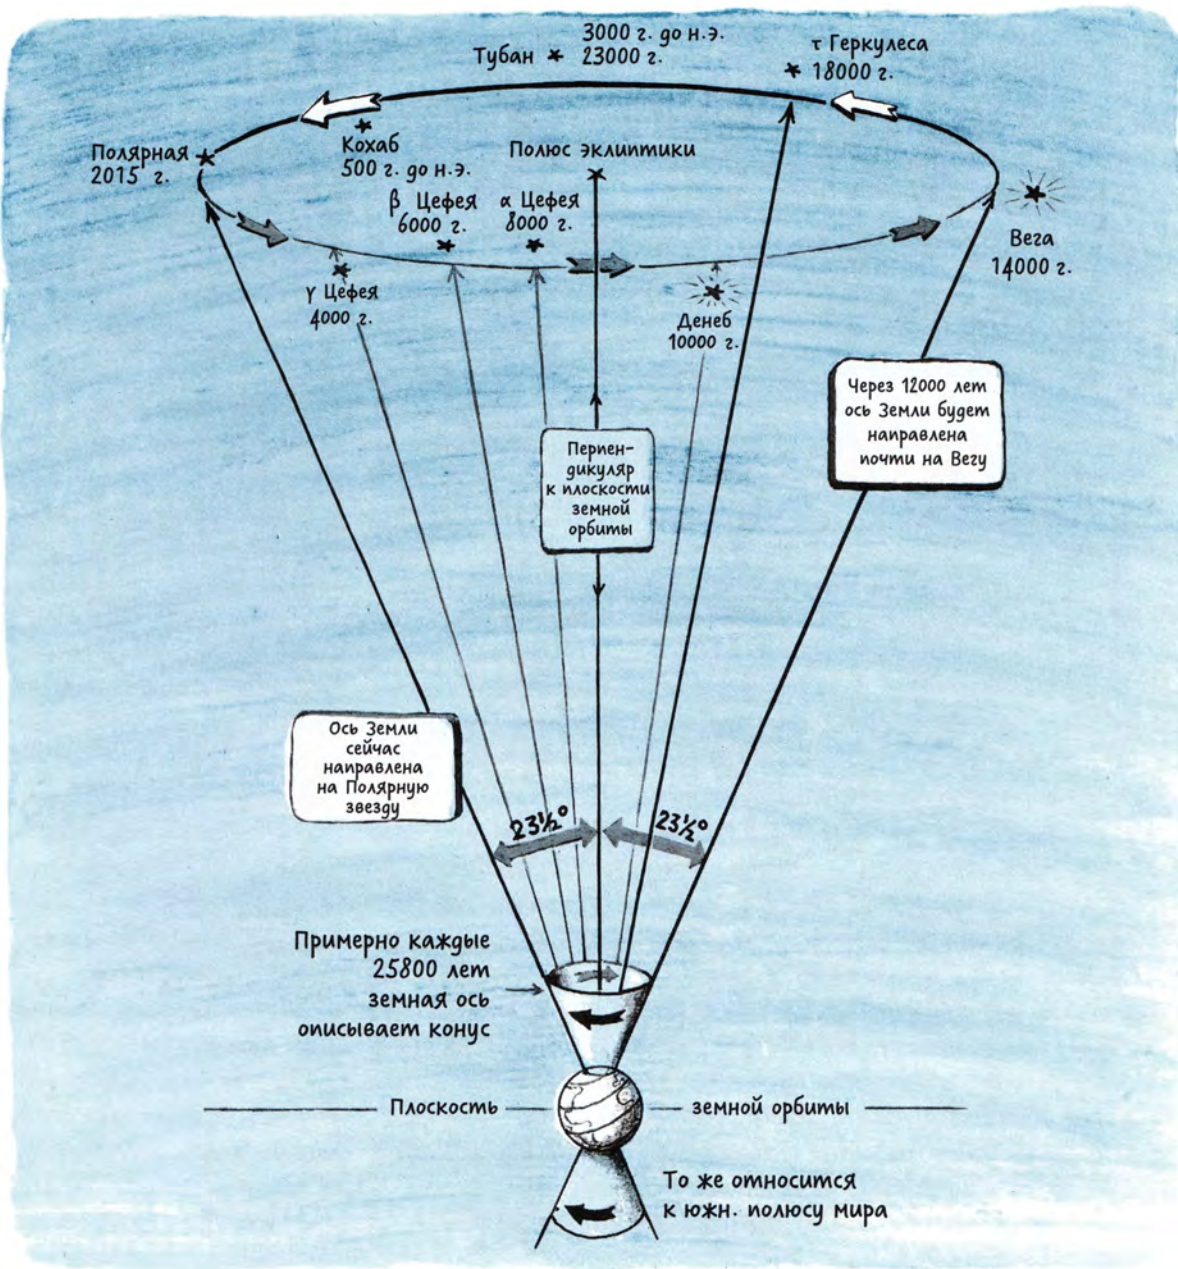 3000 г. до н.э.
Тубан 23000 г.
τ Геркулеса
18000 г.
Полярная
2015 г.
Кохаб
500 г. до н.э.
Полюс эклиптики
β Цефея
6000 г.
α Цефея
8000 г.
Вега
14000 г.
γ Цефея
4000 г.
Денеб
10000 г.
Через 12000 лет
ось Земли будет
направлена
почти на Вегу
Перпен-
дикуляр
к плоскости
земной
орбиты
Ось Земли
сейчас
направлена
на Полярную
звезду
23½°
23½°
Примерно каждые
25800 лет
земная ось
описывает конус
Плоскость земной орбиты
То же относится
к южн. полюсу мира